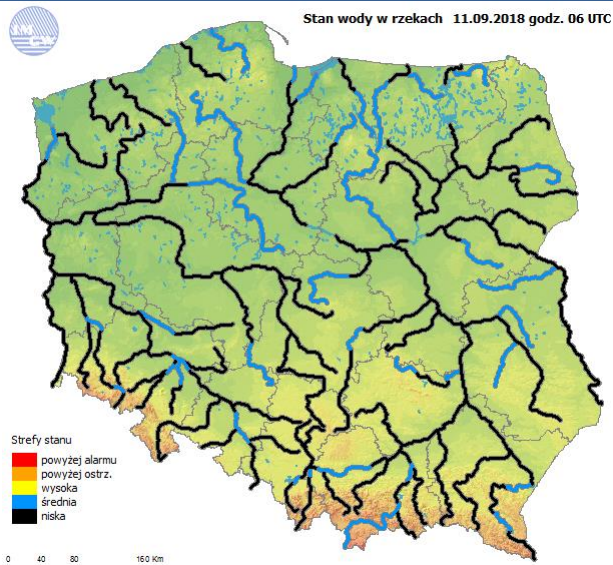 Stan wody w rzekach 11.09.2018 godz. 06 UTC
Strefy stanu
powyżej alarmu
powyżej ostrz.
wysoka
średnia
niska
0 40 80 160 Km